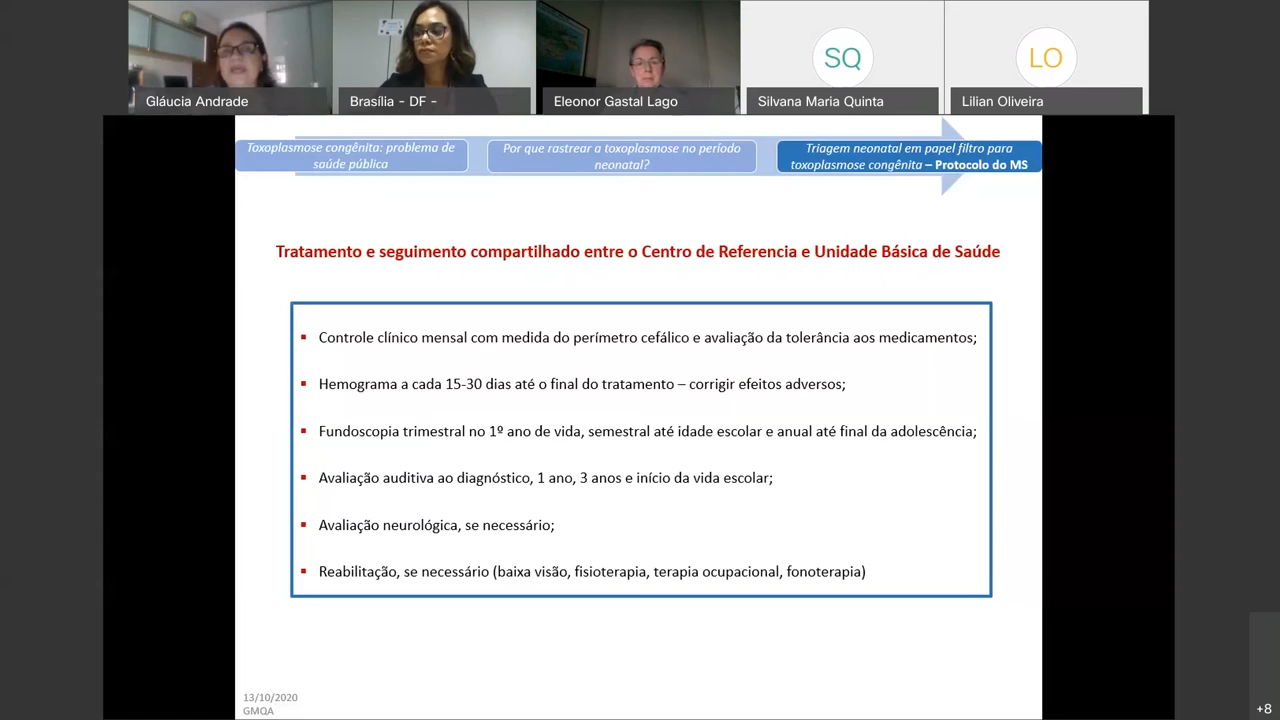 Gláucia Andrade
Brasília - DF -
Eleonor Gastal Lago
SQ
Silvana Maria Quinta
LO
Lilian Oliveira
Toxoplasmose congênita: problema de
saúde pública
Por que rastrear a toxoplasmose no período
neonatal?
Triagem neonatal em papel filtro para
toxoplasmose congênita – Protocolo do MS
Tratamento e seguimento compartilhado entre o Centro de Referencia e Unidade Básica de Saúde
▪ Controle clínico mensal com medida do perímetro cefálico e avaliação da tolerância aos medicamentos;
▪ Hemograma a cada 15-30 dias até o final do tratamento – corrigir efeitos adversos;
▪ Fundoscopia trimestral no 1º ano de vida, semestral até idade escolar e anual até final da adolescência;
▪ Avaliação auditiva ao diagnóstico, 1 ano, 3 anos e início da vida escolar;
▪ Avaliação neurológica, se necessário;
▪ Reabilitação, se necessário (baixa visão, fisioterapia, terapia ocupacional, fonoterapia)
13/10/2020
GMQA
+8